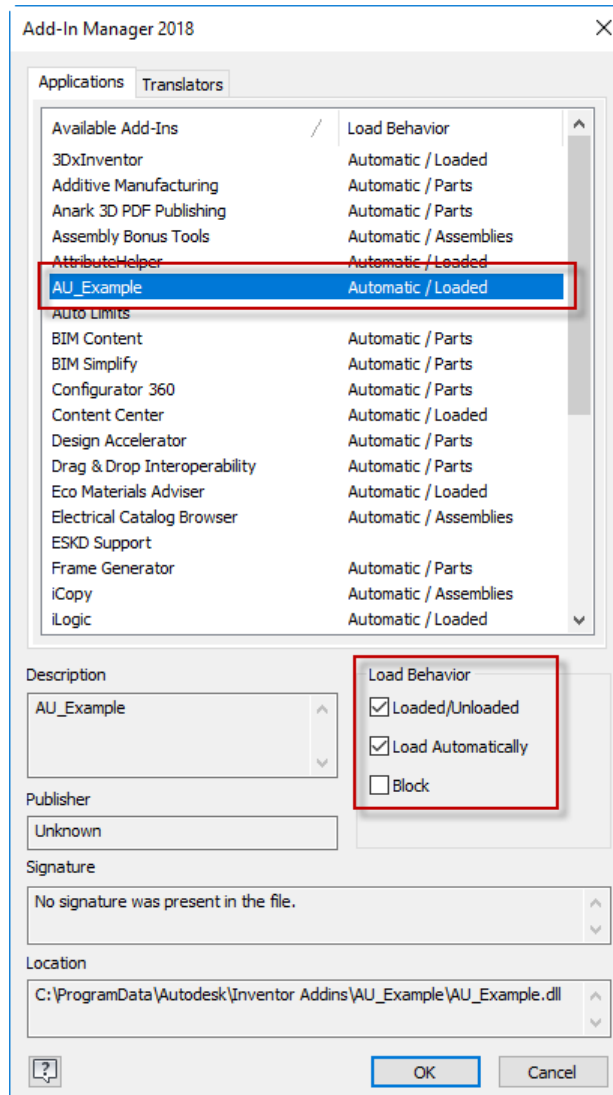 Add-In Manager 2018
Applications Translators
Available Add-Ins Load Behavior
3DxInventor Automatic / Loaded
Additive Manufacturing Automatic / Parts
Anark 3D PDF Publishing Automatic / Parts
Assembly Bonus Tools Automatic / Assemblies
AttributeHelper Automatic / Loaded
AU_Example Automatic / Loaded
Auto Limits
BIM Content Automatic / Parts
BIM Simplify Automatic / Parts
Configurator 360 Automatic / Parts
Content Center Automatic / Loaded
Design Accelerator Automatic / Parts
Drag & Drop Interoperability Automatic / Parts
Eco Materials Adviser Automatic / Loaded
Electrical Catalog Browser Automatic / Assemblies
ESKD Support
Frame Generator Automatic / Parts
iCopy Automatic / Assemblies
iLogic Automatic / Loaded
Description
AU_Example
Load Behavior
Loaded/Unloaded
Load Automatically
Block
Publisher
Unknown
Signature
No signature was present in the file.
Location
C:\ProgramData\Autodesk\Inventor Addins\AU_Example\AU_Example.dll
OK Cancel